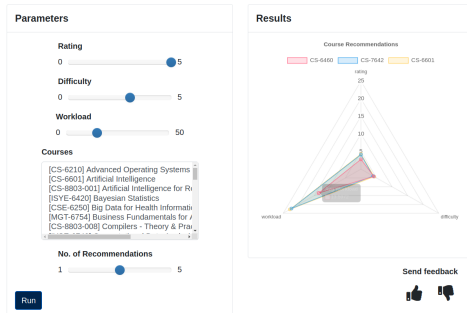 Parameters
Rating
0 5
Difficulty
0 5
Workload
0 50
Courses
[CS-6210] Advanced Operating Systems
[CS-6601] Artificial Intelligence
[CS-8803-001] Artificial Intelligence for Ro
[ISYE-6420] Bayesian Statistics
[CSE-6250] Big Data for Health Informatic
[MGT-6754] Business Fundamentals for A
[CS-8803-008] Compilers - Theory & Prac
No. of Recommendations
1 5
Run
Results
Course Recommendations
CS-6460 CS-7642 CS-6601
rating
25
20
15
10
5
workload
difficulty
Send feedback